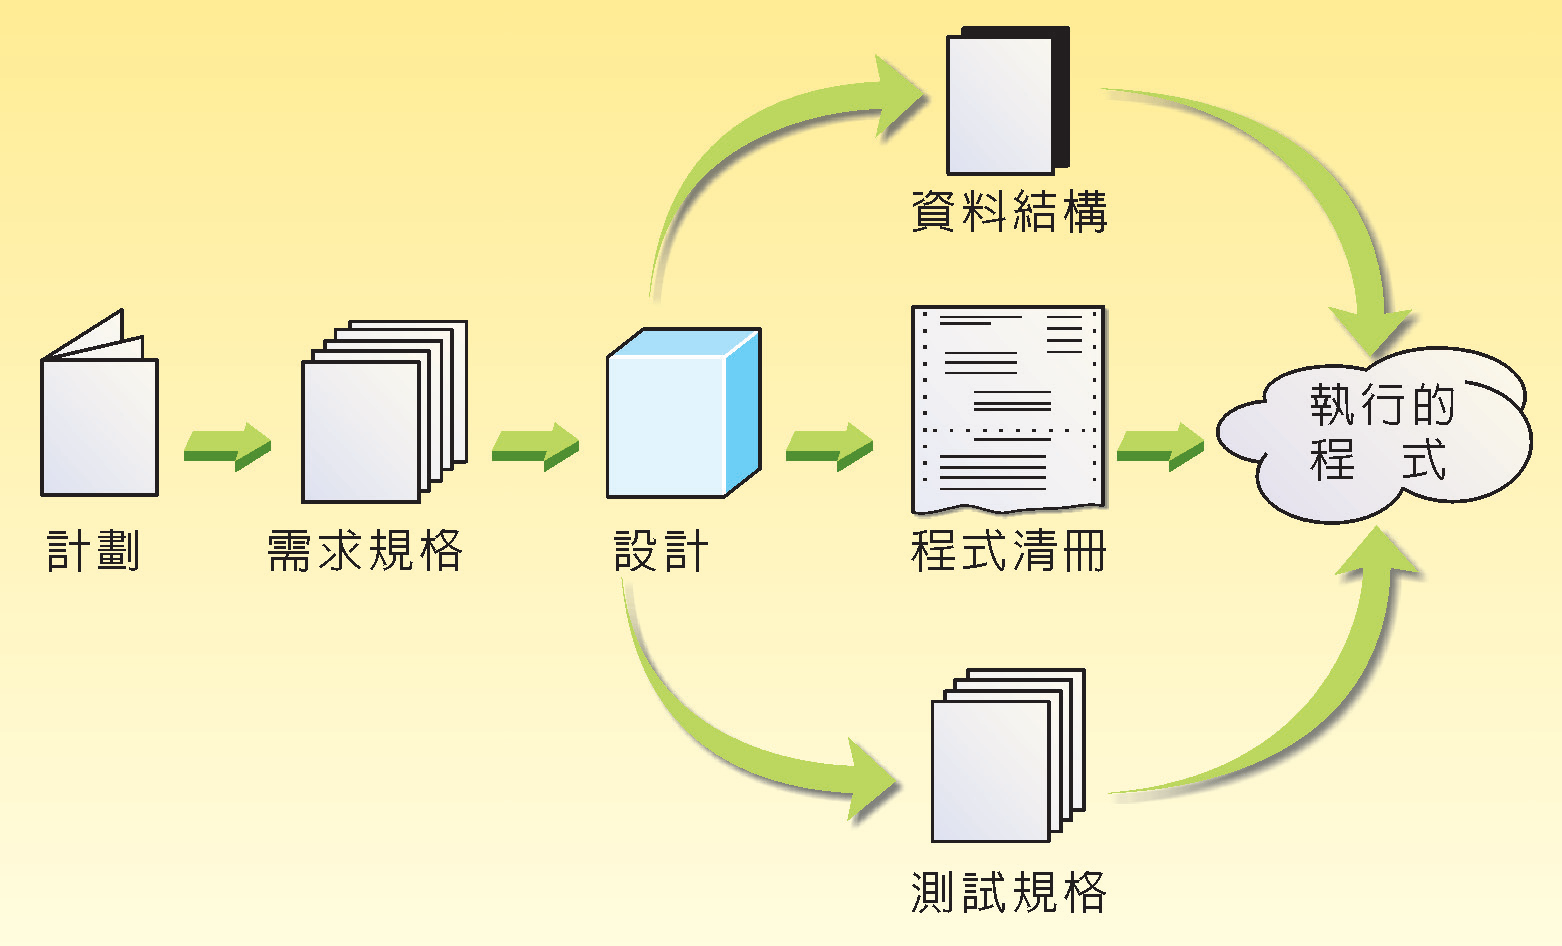 資料結構
執行的
程　式
計劃
需求規格
設計
程式清冊
測試規格